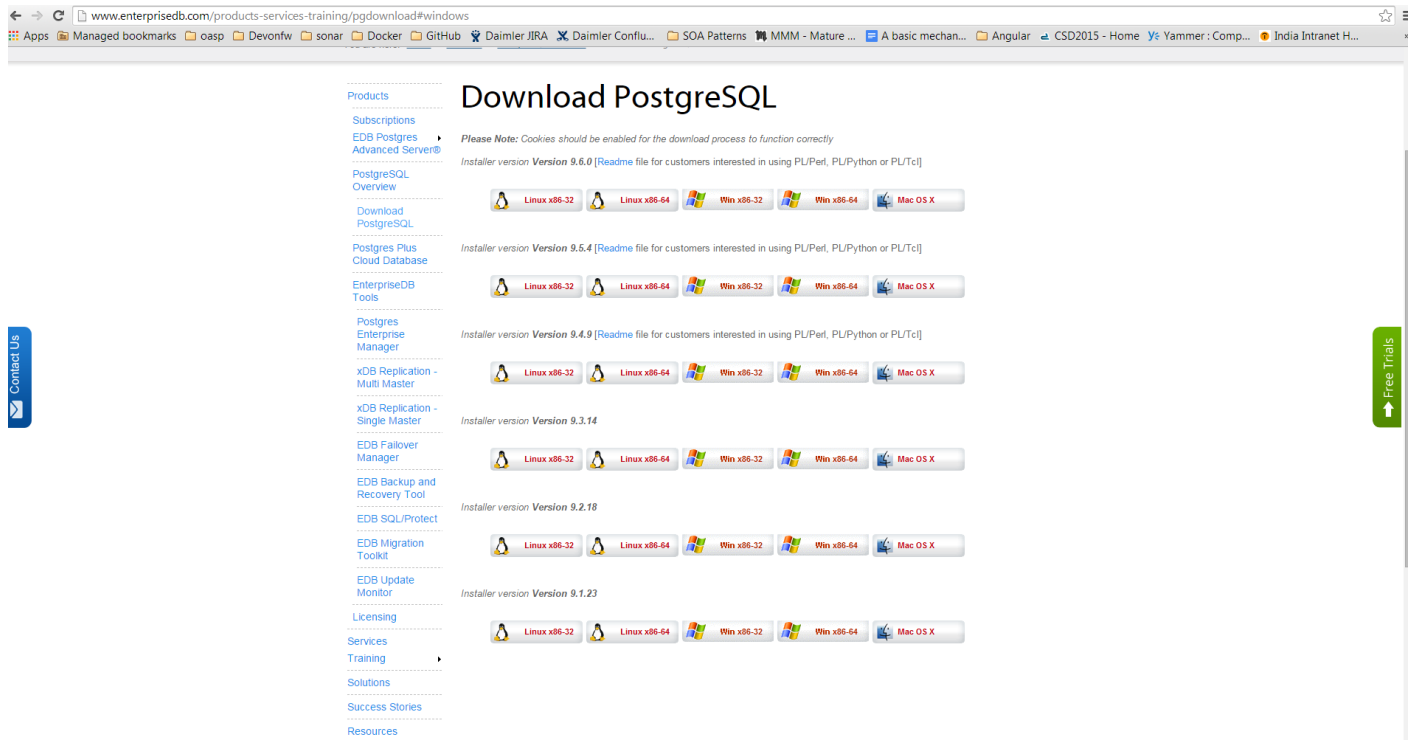 www.enterprisedb.com/products-services-training/pgdownload#windows
Apps Managed bookmarks oasp Devonfw sonar Docker GitHub Daimler JIRA Daimler Conflu... SOA Patterns MMM - Mature ... A basic mechan... Angular CSD2015 - Home Yammer : Comp... India Intranet H... »
Products
Subscriptions
EDB Postgres
Advanced Server®
PostgreSQL
Overview
Download
PostgreSQL
Postgres Plus
Cloud Database
EnterpriseDB
Tools
Postgres
Enterprise
Manager
xDB Replication -
Multi Master
xDB Replication -
Single Master
EDB Failover
Manager
EDB Backup and
Recovery Tool
EDB SQL/Protect
EDB Migration
Toolkit
EDB Update
Monitor
Licensing
Services
Training
Solutions
Success Stories
Resources
Download PostgreSQL
Please Note: Cookies should be enabled for the download process to function correctly
Installer version Version 9.6.0 [Readme file for customers interested in using PL/Perl, PL/Python or PL/Tcl]
Linux x86-32 Linux x86-64 Win x86-32 Win x86-64 Mac OS X
Installer version Version 9.5.4 [Readme file for customers interested in using PL/Perl, PL/Python or PL/Tcl]
Linux x86-32 Linux x86-64 Win x86-32 Win x86-64 Mac OS X
Installer version Version 9.4.9 [Readme file for customers interested in using PL/Perl, PL/Python or PL/Tcl]
Linux x86-32 Linux x86-64 Win x86-32 Win x86-64 Mac OS X
Installer version Version 9.3.14
Linux x86-32 Linux x86-64 Win x86-32 Win x86-64 Mac OS X
Installer version Version 9.2.18
Linux x86-32 Linux x86-64 Win x86-32 Win x86-64 Mac OS X
Installer version Version 9.1.23
Linux x86-32 Linux x86-64 Win x86-32 Win x86-64 Mac OS X
Contact Us
Free Trials